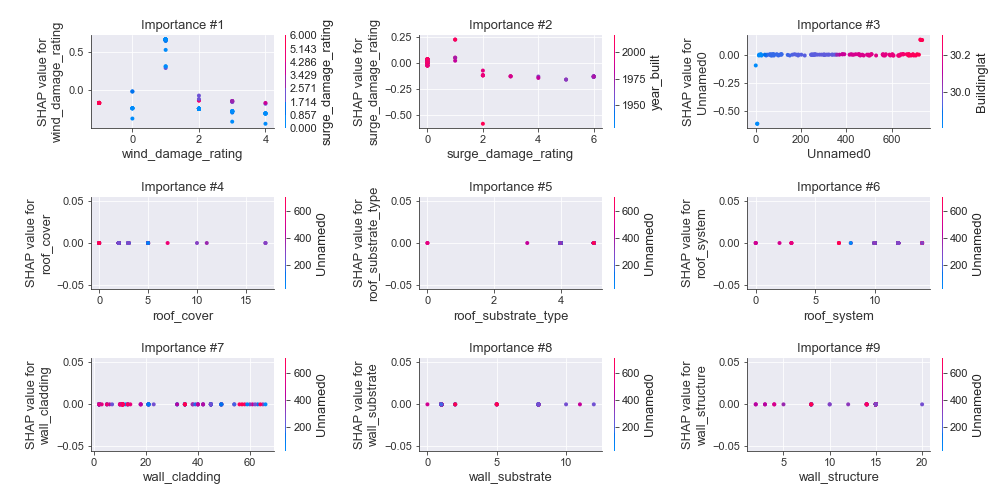 Importance #1
SHAP value for
wind_damage_rating
0.5
0.0
0
2
4
wind_damage_rating
6.000
5.143
4.286
3.429
2.571
1.714
0.857
0.000
surge_damage_rating
Importance #2
SHAP value for
surge_damage_rating
0.25
0.00
−0.25
−0.50
0
2
4
6
surge_damage_rating
2000
1975
1950
year_built
Importance #3
SHAP value for
Unnamed0
0.00
−0.25
−0.50
0
200
400
600
Unnamed0
30.2
30.0
Buildinglat
Importance #4
SHAP value for
roof_cover
0.05
0.00
−0.05
0
5
10
15
roof_cover
600
400
200
Unnamed0
Importance #5
SHAP value for
roof_substrate_type
0.05
0.00
−0.05
0
2
4
roof_substrate_type
600
400
200
Unnamed0
Importance #6
SHAP value for
roof_system
0.05
0.00
−0.05
0
10
roof_system
600
400
200
Unnamed0
Importance #7
SHAP value for
wall_cladding
0.05
0.00
−0.05
0
20
40
60
wall_cladding
600
400
200
Unnamed0
Importance #8
SHAP value for
wall_substrate
0.05
0.00
−0.05
0
5
10
wall_substrate
600
400
200
Unnamed0
Importance #9
SHAP value for
wall_structure
0.05
0.00
−0.05
5
10
15
20
wall_structure
600
400
200
Unnamed0